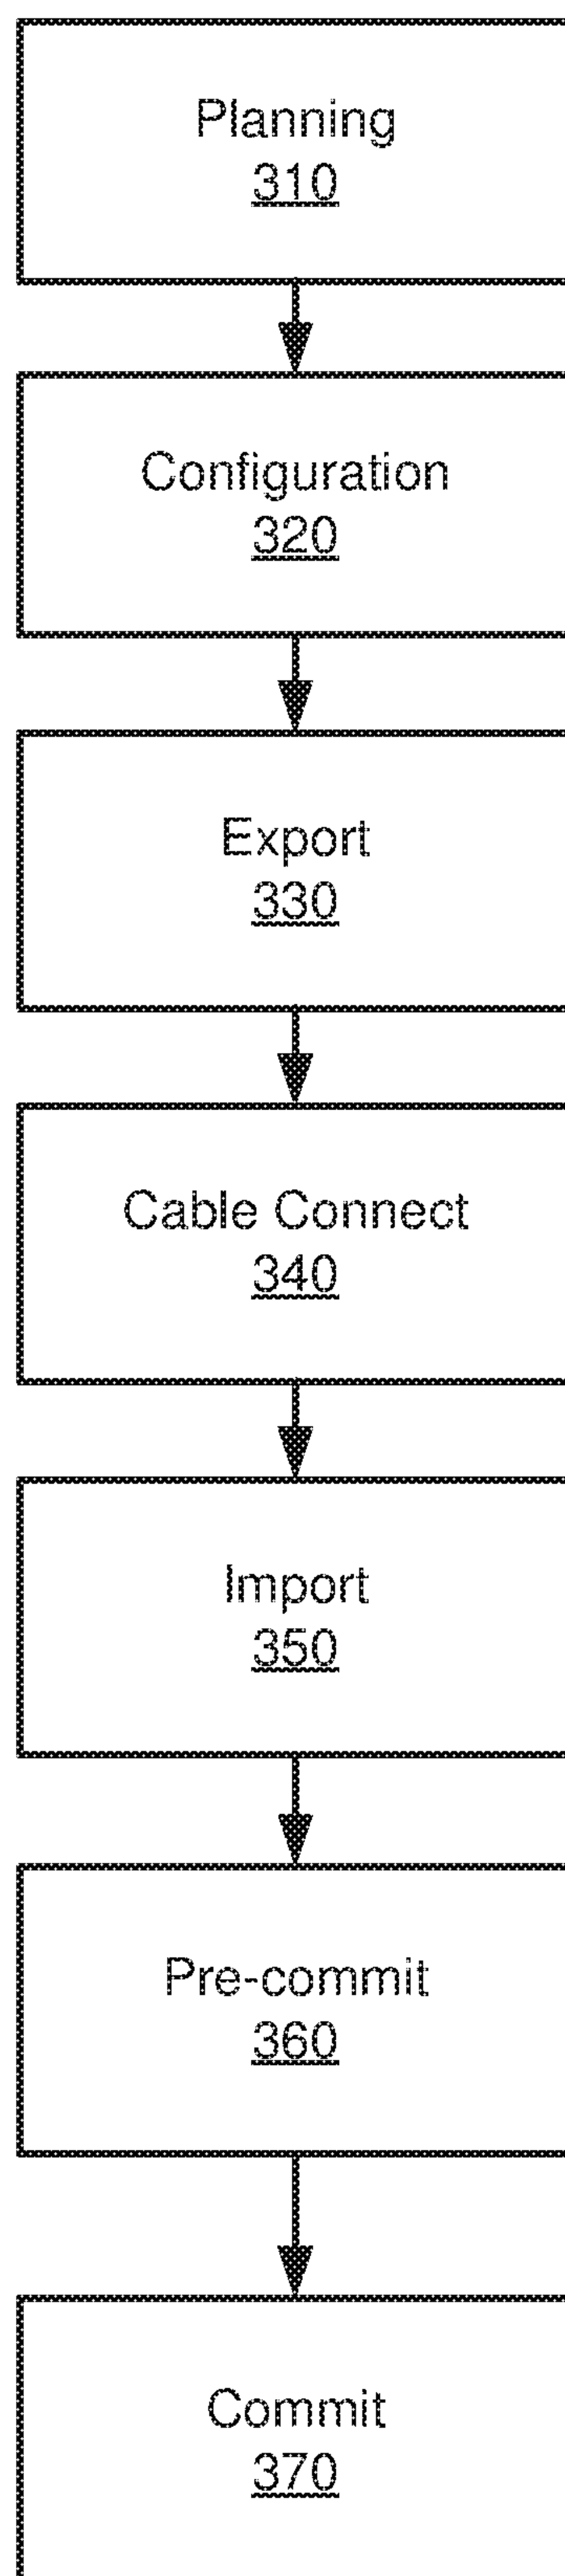 Planning
310
Configuration
320
Export
330
Cable Connect
340
Import
350
Pre-commit
360
Commit
370